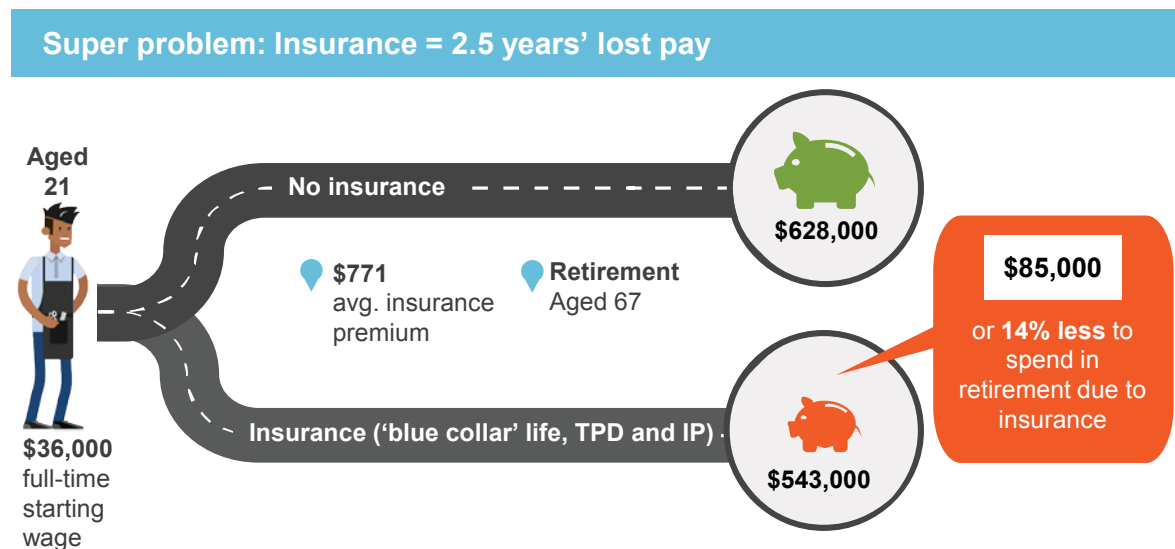 Super problem: Insurance = 2.5 years’ lost pay
Aged
21
$36,000
full-time
starting
wage
No insurance
$771
avg. insurance
premium
Retirement
Aged 67
Insurance (‘blue collar’ life, TPD and IP)
$628,000
$543,000
$85,000
or 14% less to
spend in
retirement due to
insurance